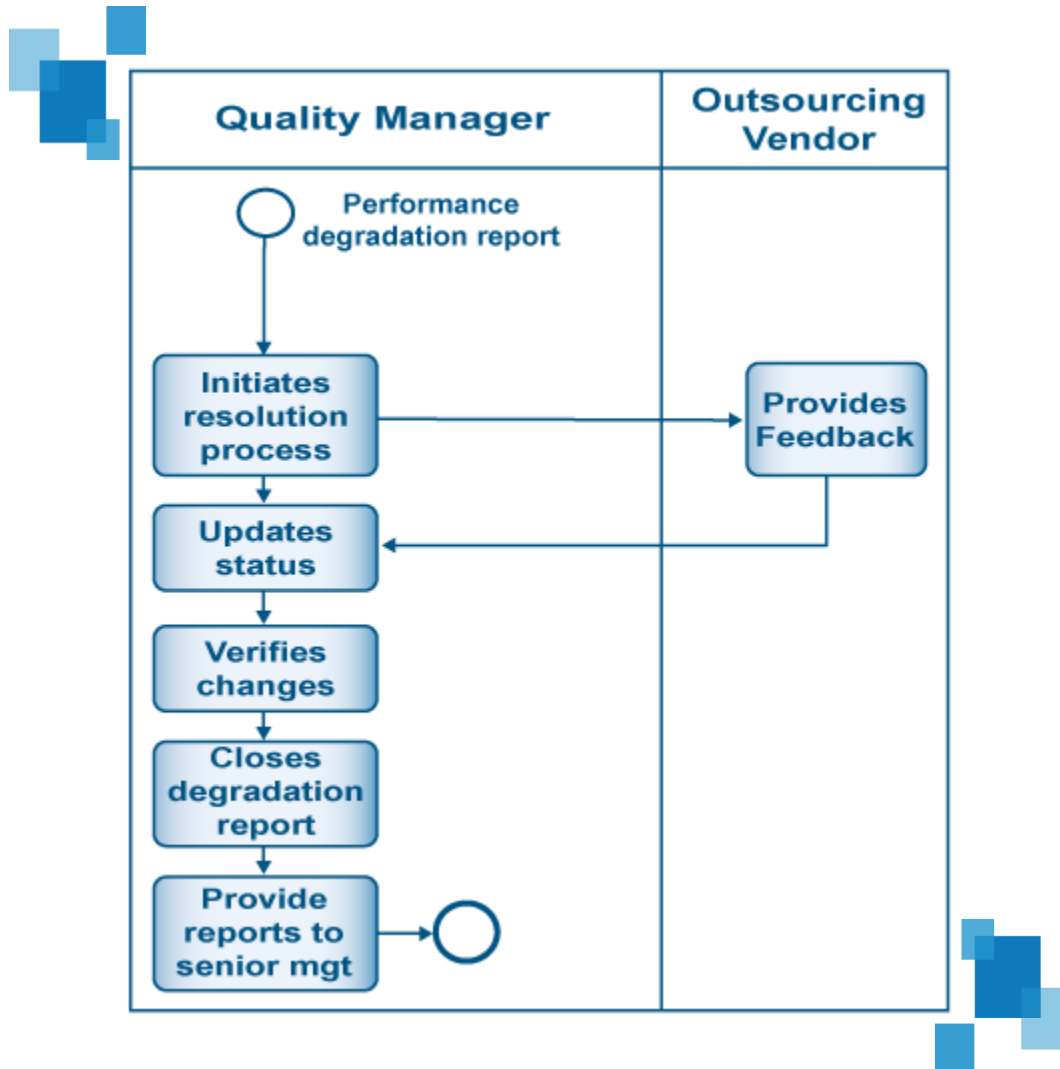 Quality Manager
Outsourcing
Vendor
Performance
degradation report
Initiates
resolution
process
Provides
Feedback
Updates
status
Verifies
changes
Closes
degradation
report
Provide
reports to
senior mgt